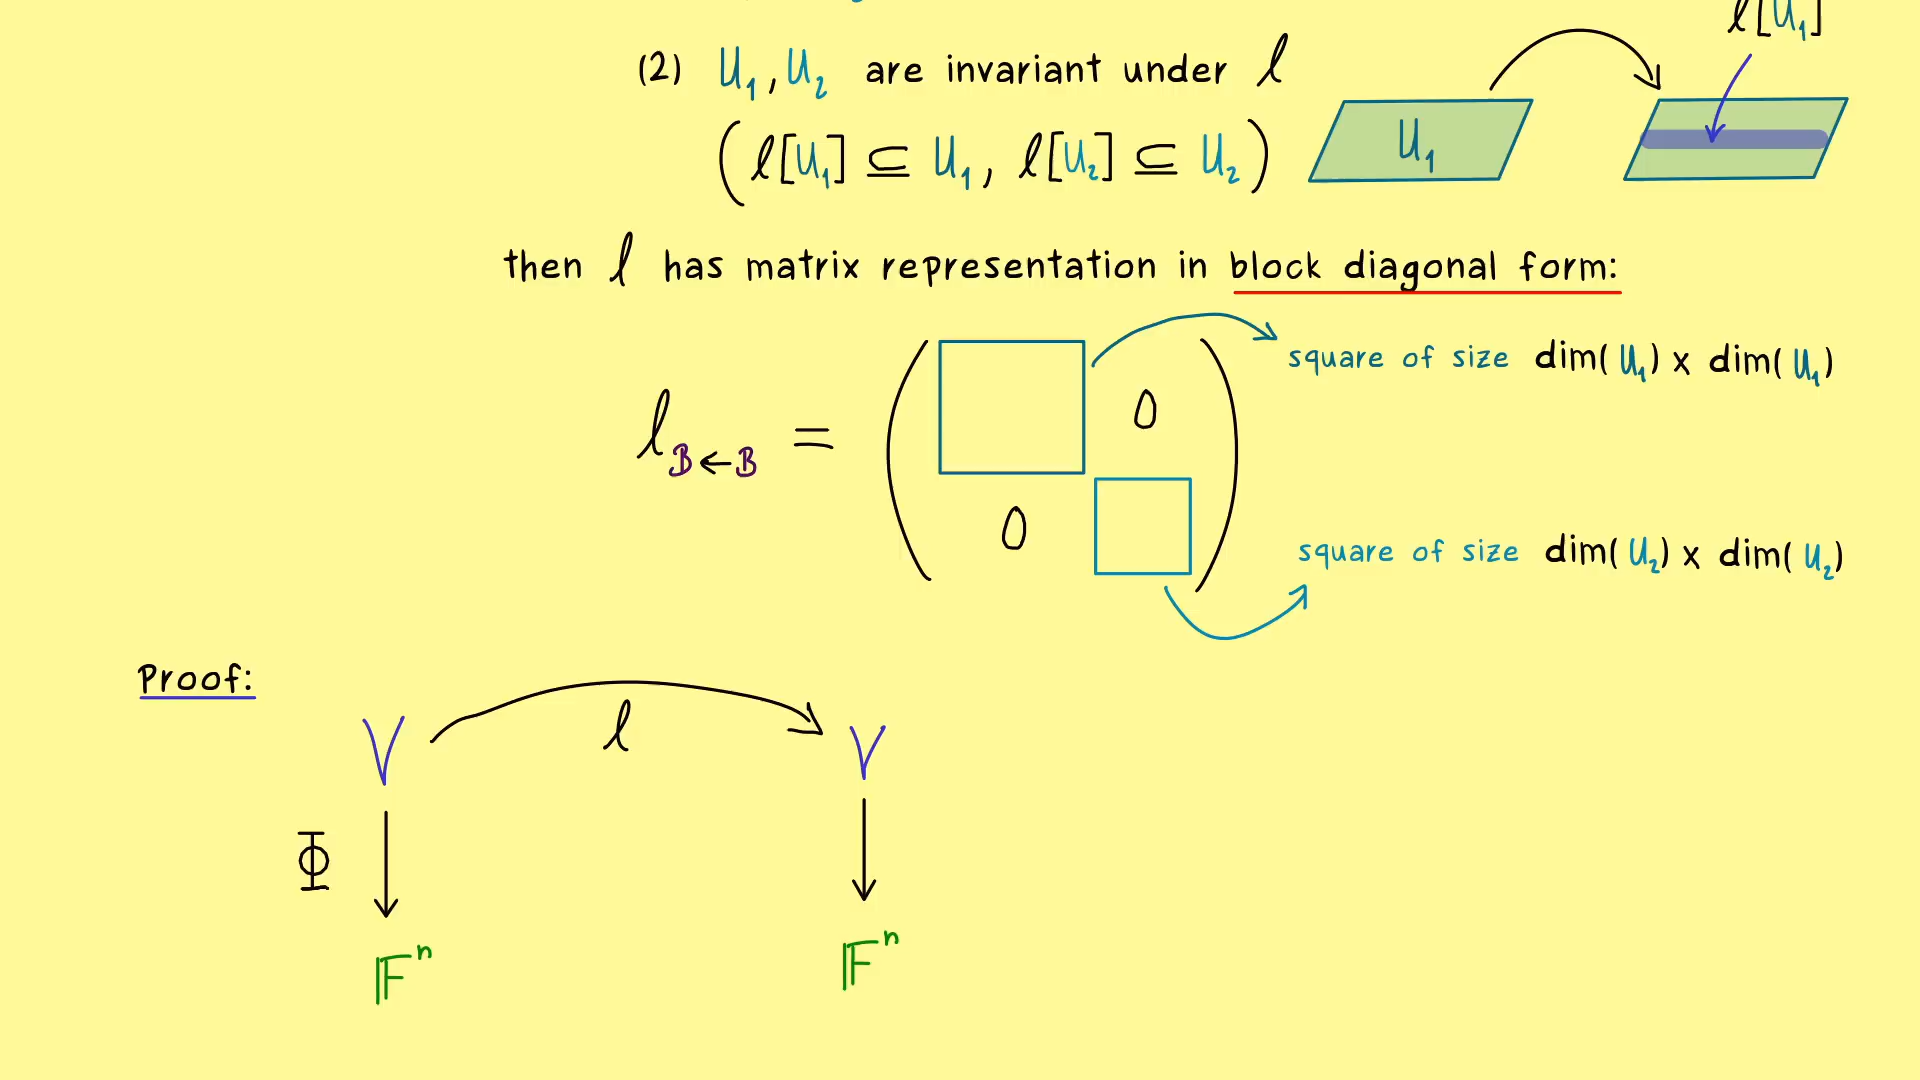 ℓ[U₁]
(2) U₁, U₂ are invariant under ℓ
(ℓ[U₁] ⊆ U₁, ℓ[U₂] ⊆ U₂)
U₁
then ℓ has matrix representation in block diagonal form:
square of size dim(U₁) x dim(U₁)
ℓ_{B←B} = ( 0
0 )
square of size dim(U₂) x dim(U₂)
Proof:
V ℓ V
Φ
𝔽ⁿ 𝔽ⁿ